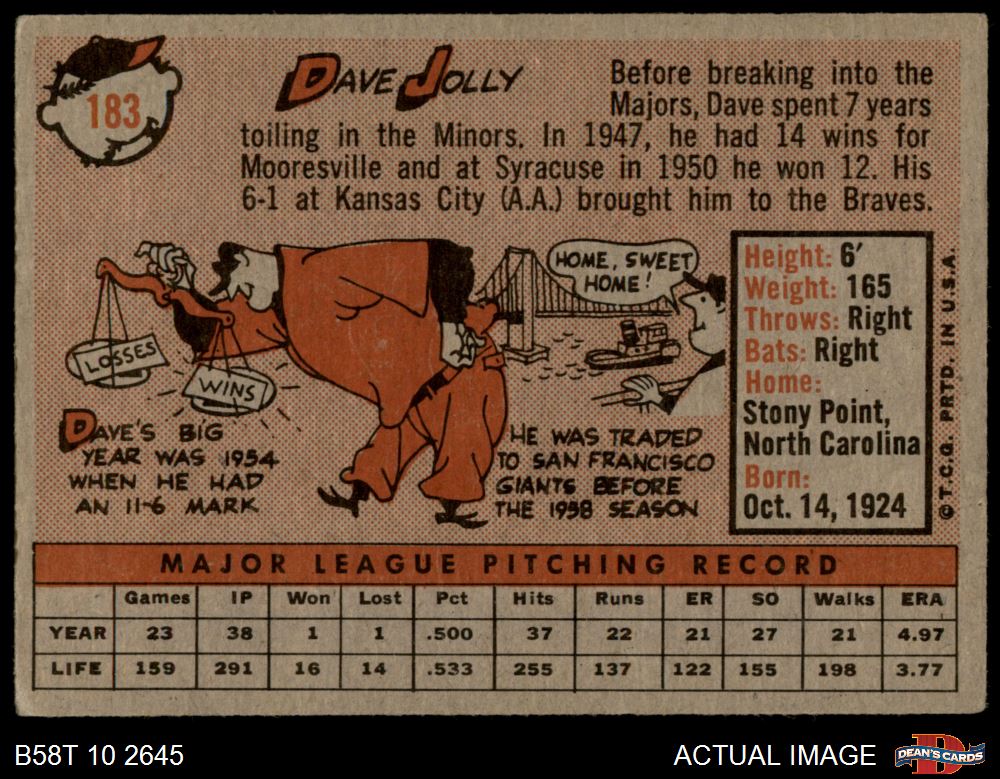 183
DAVE JOLLY
Before breaking into the
Majors, Dave spent 7 years
toiling in the Minors. In 1947, he had 14 wins for
Mooresville and at Syracuse in 1950 he won 12. His
6-1 at Kansas City (A.A.) brought him to the Braves.
LOSSES
WINS
DAVE'S BIG
YEAR WAS 1954
WHEN HE HAD
AN 11-6 MARK
HOME, SWEET
HOME!
HE WAS TRADED
TO SAN FRANCISCO
GIANTS BEFORE
THE 1958 SEASON
Height: 6'
Weight: 165
Throws: Right
Bats: Right
Home:
Stony Point,
North Carolina
Born:
Oct. 14, 1924
© T.C.G. PRTD. IN U.S.A.
MAJOR LEAGUE PITCHING RECORD
Games IP Won Lost Pct Hits Runs ER SO Walks ERA
YEAR 23 38 1 1 .500 37 22 21 27 21 4.97
LIFE 159 291 16 14 .533 255 137 122 155 198 3.77
B58T 10 2645
ACTUAL IMAGE
D
DEAN'S CARDS